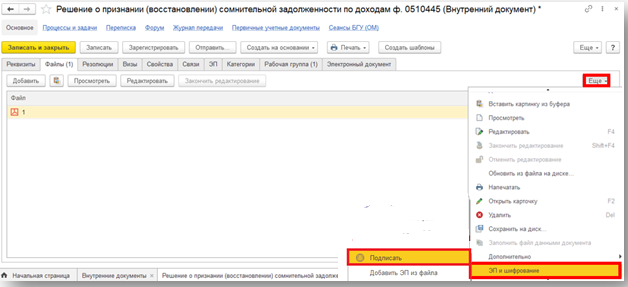 Решение о признании (восстановлении) сомнительной задолженности по доходам ф. 0510445 (Внутренний документ) *
Основное Процессы и задачи Переписка Форум Журнал передачи Первичные учетные документы Сеансы БГУ (ОМ)
Записать и закрыть Записать Зарегистрировать Отправить... Создать на основании Печать Создать шаблоны Еще ?
Реквизиты Файлы (1) Резолюции Визы Свойства Связи ЭП Категории Рабочая группа (1) Электронный документ
Добавить Просмотреть Редактировать Закончить редактирование Еще
Файл
1
Вставить картинку из буфера
Просмотреть
Редактировать F4
Закончить редактирование Shift+F4
Отменить редактирование
Обновить из файла на диске...
Напечатать
Открыть карточку F2
Удалить Del
Сохранить на диск...
Заполнить файл данными документа
Дополнительно
ЭП и шифрование
Подписать
Добавить ЭП из файла
Начальная страница Внутренние документы × Решение о признании (восстановлении) сомнительной задолж